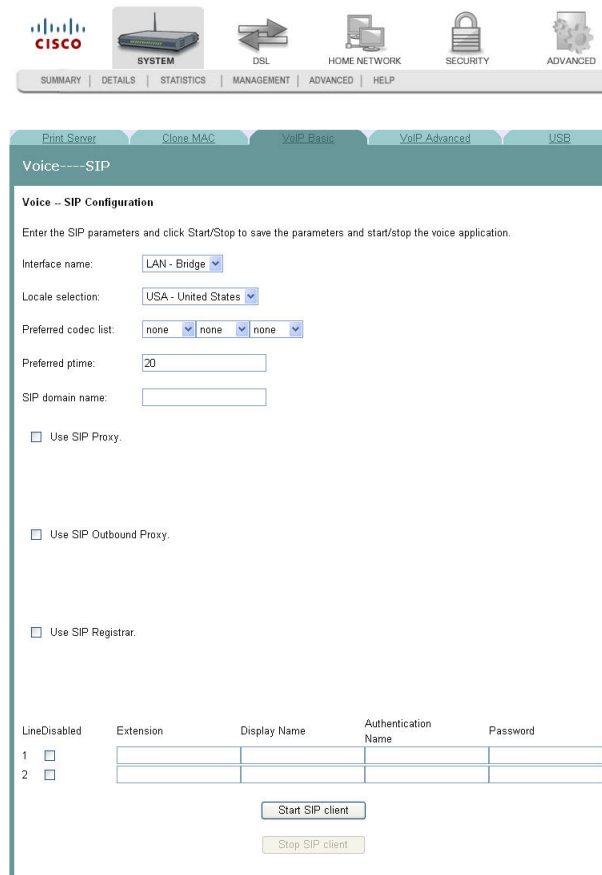 CISCO
SYSTEM
DSL
HOME NETWORK
SECURITY
ADVANCED
SUMMARY | DETAILS | STATISTICS | MANAGEMENT | ADVANCED | HELP
Print Server
Clone MAC
VoIP Basic
VoIP Advanced
USB
Voice----SIP
Voice -- SIP Configuration
Enter the SIP parameters and click Start/Stop to save the parameters and start/stop the voice application.
Interface name: LAN - Bridge
Locale selection: USA - United States
Preferred codec list: none none none
Preferred ptime: 20
SIP domain name:
Use SIP Proxy.
Use SIP Outbound Proxy.
Use SIP Registrar.
LineDisabled Extension Display Name Authentication Name Password
1
2
Start SIP client
Stop SIP client